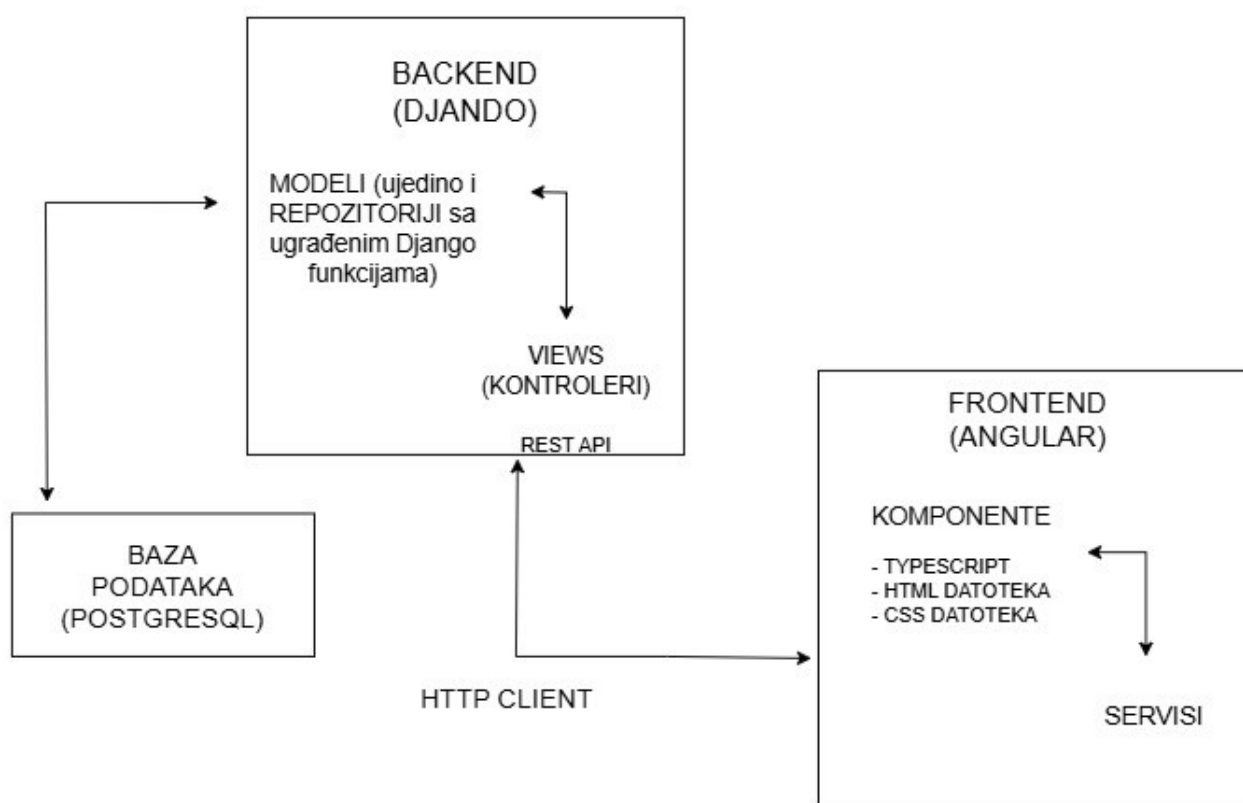 BACKEND
(DJANDO)
MODELI (ujedino i
REPOZITORIJI sa
ugrađenim Django
funkcijama)
VIEWS
(KONTROLERI)
REST API
BAZA
PODATAKA
(POSTGRESQL)
HTTP CLIENT
FRONTEND
(ANGULAR)
KOMPONENTE
- TYPESCRIPT
- HTML DATOTEKA
- CSS DATOTEKA
SERVISI